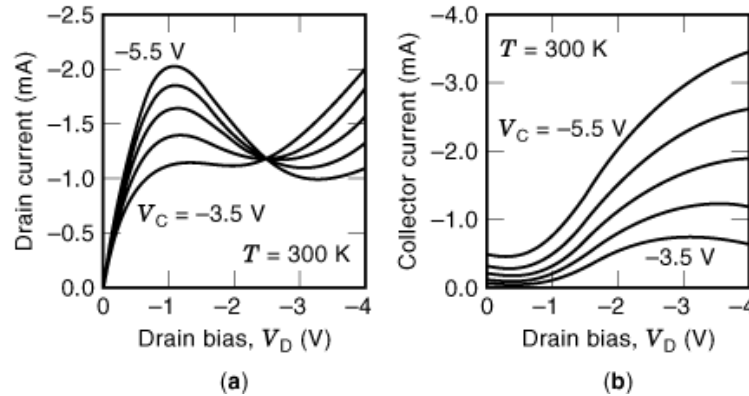 Drain current (mA)
–2.5
–2.0
–1.5
–1.0
–0.5
0.0
–5.5 V
V_C = –3.5 V
T = 300 K
0 –1 –2 –3 –4
Drain bias, V_D (V)
(a)
Collector current (mA)
–4.0
–3.0
–2.0
–1.0
0.0
T = 300 K
V_C = –5.5 V
–3.5 V
0 –1 –2 –3 –4
Drain bias, V_D (V)
(b)